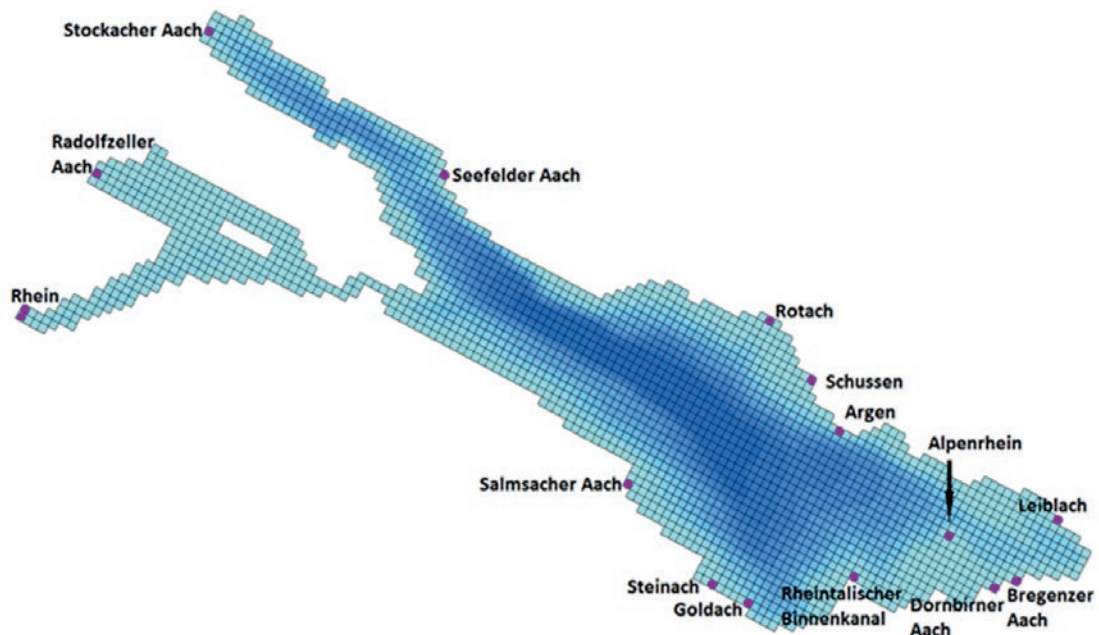 Stockacher Aach
Radolfzeller
Aach
Seefelder Aach
Rhein
Rotach
Schussen
Argen
Alpenrhein
Salmsacher Aach
Leiblach
Steinach
Goldach
Rheintalischer
Binnenkanal
Dornbirner
Aach
Bregenzer
Aach